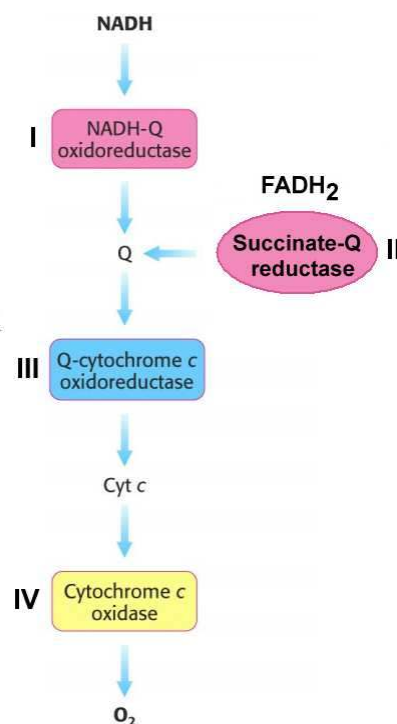 NADH
I
NADH-Q
oxidoreductase
FADH2
Q
Succinate-Q
reductase
II
III
Q-cytochrome c
oxidoreductase
Cyt c
IV
Cytochrome c
oxidase
O2